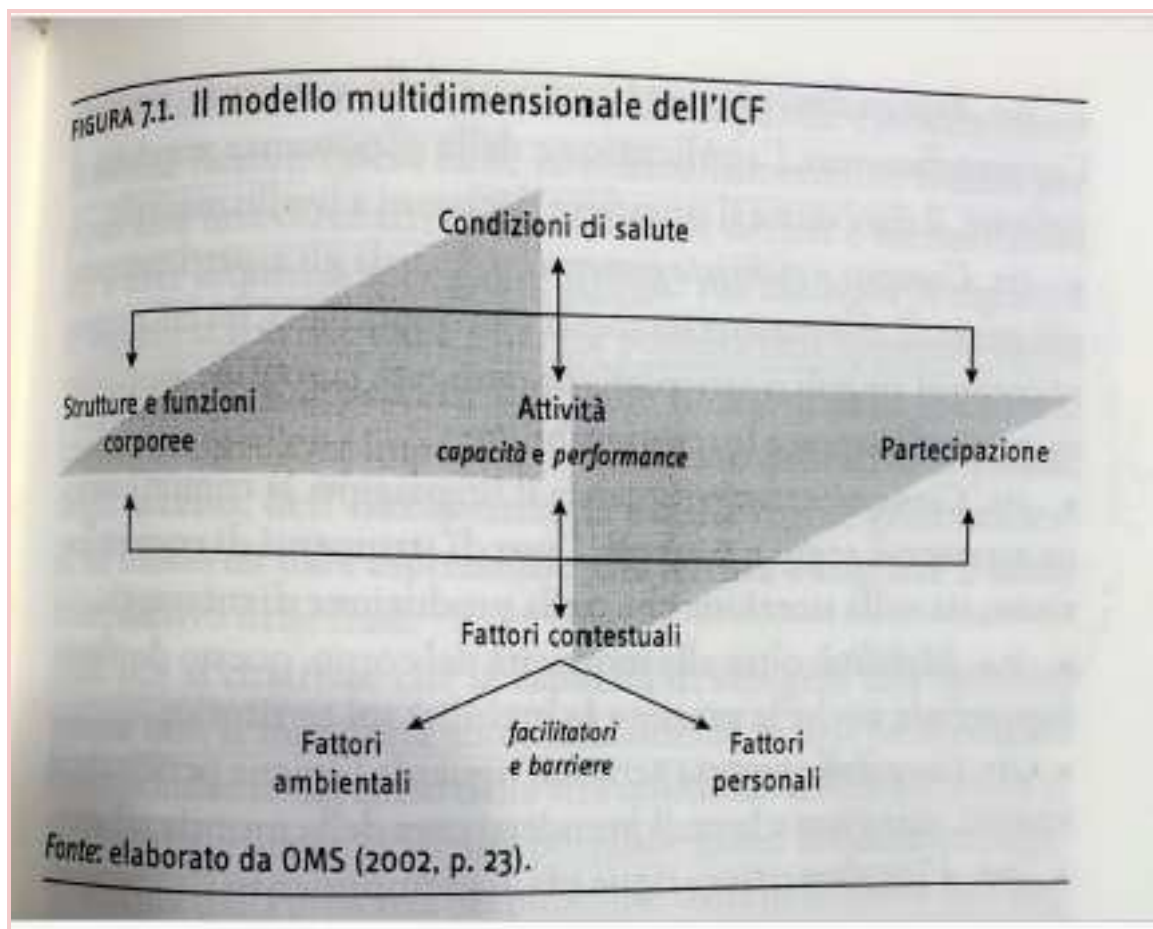 FIGURA 7.1. Il modello multidimensionale dell'ICF
Condizioni di salute
Strutture e funzioni
corporee
Attività
capacità e performance
Partecipazione
Fattori contestuali
Fattori
ambientali
facilitatori
e barriere
Fattori
personali
Fonte: elaborato da OMS (2002, p. 23).